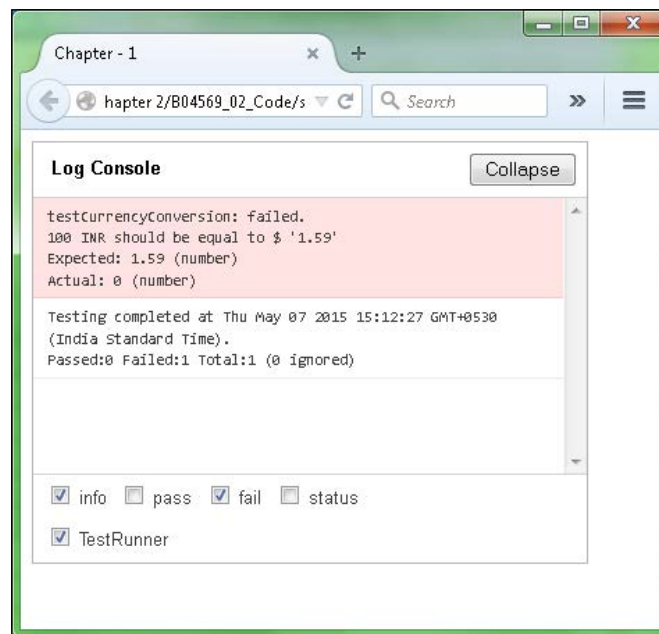 Chapter - 1
hapter 2/B04569_02_Code/s
Search
Log Console
Collapse
testCurrencyConversion: failed.
100 INR should be equal to $ '1.59'
Expected: 1.59 (number)
Actual: 0 (number)
Testing completed at Thu May 07 2015 15:12:27 GMT+0530
(India Standard Time).
Passed:0 Failed:1 Total:1 (0 ignored)
info pass fail status
TestRunner